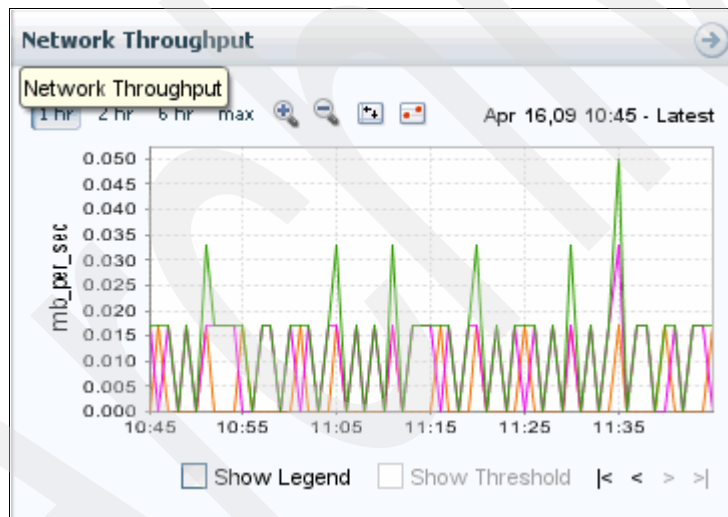 Network Throughput
Network Throughput
1 hr 2 hr 6 hr max Apr 16,09 10:45 - Latest
0.050
0.045
0.040
0.035
0.030
0.025
0.020
0.015
0.010
0.005
0.000
mb_per_sec
10:45 10:55 11:05 11:15 11:25 11:35
Show Legend Show Threshold |< < > >|